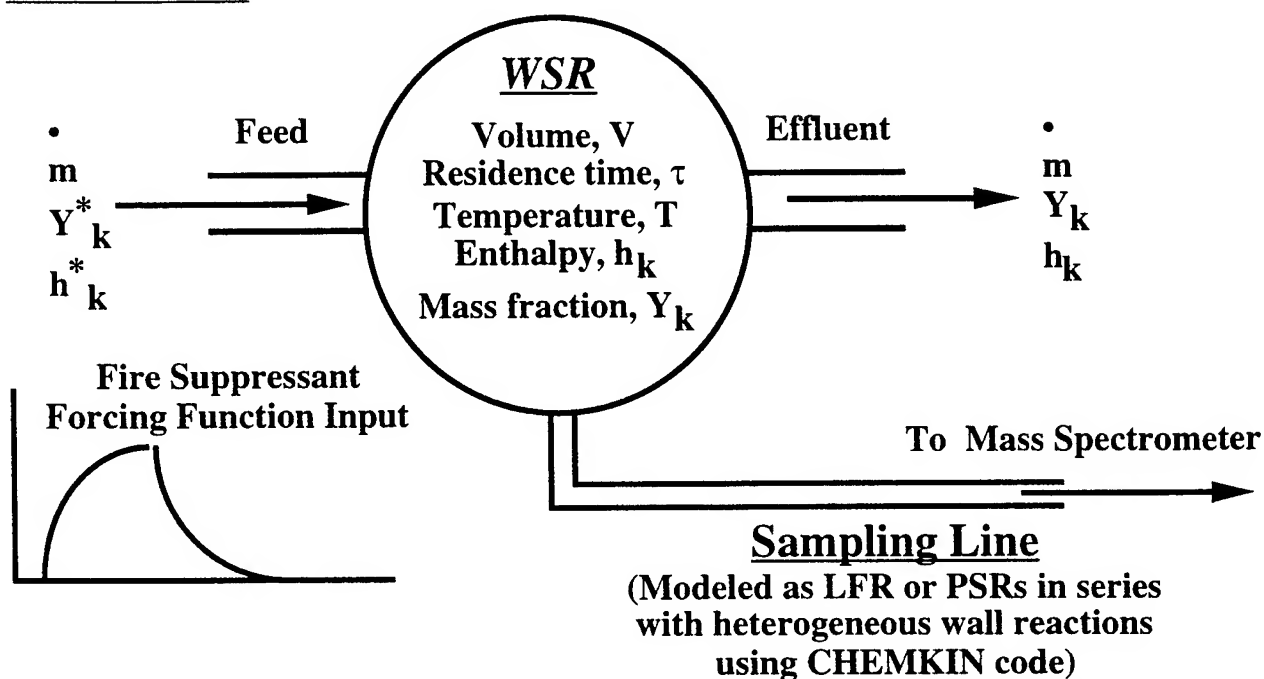 WSR
Volume, V
Residence time, τ
Temperature, T
Enthalpy, hk
Mass fraction, Yk
Feed
ṁ
Y*k
h*k
Effluent
ṁ
Yk
hk
Fire Suppressant
Forcing Function Input
To Mass Spectrometer
Sampling Line
(Modeled as LFR or PSRs in series
with heterogeneous wall reactions
using CHEMKIN code)